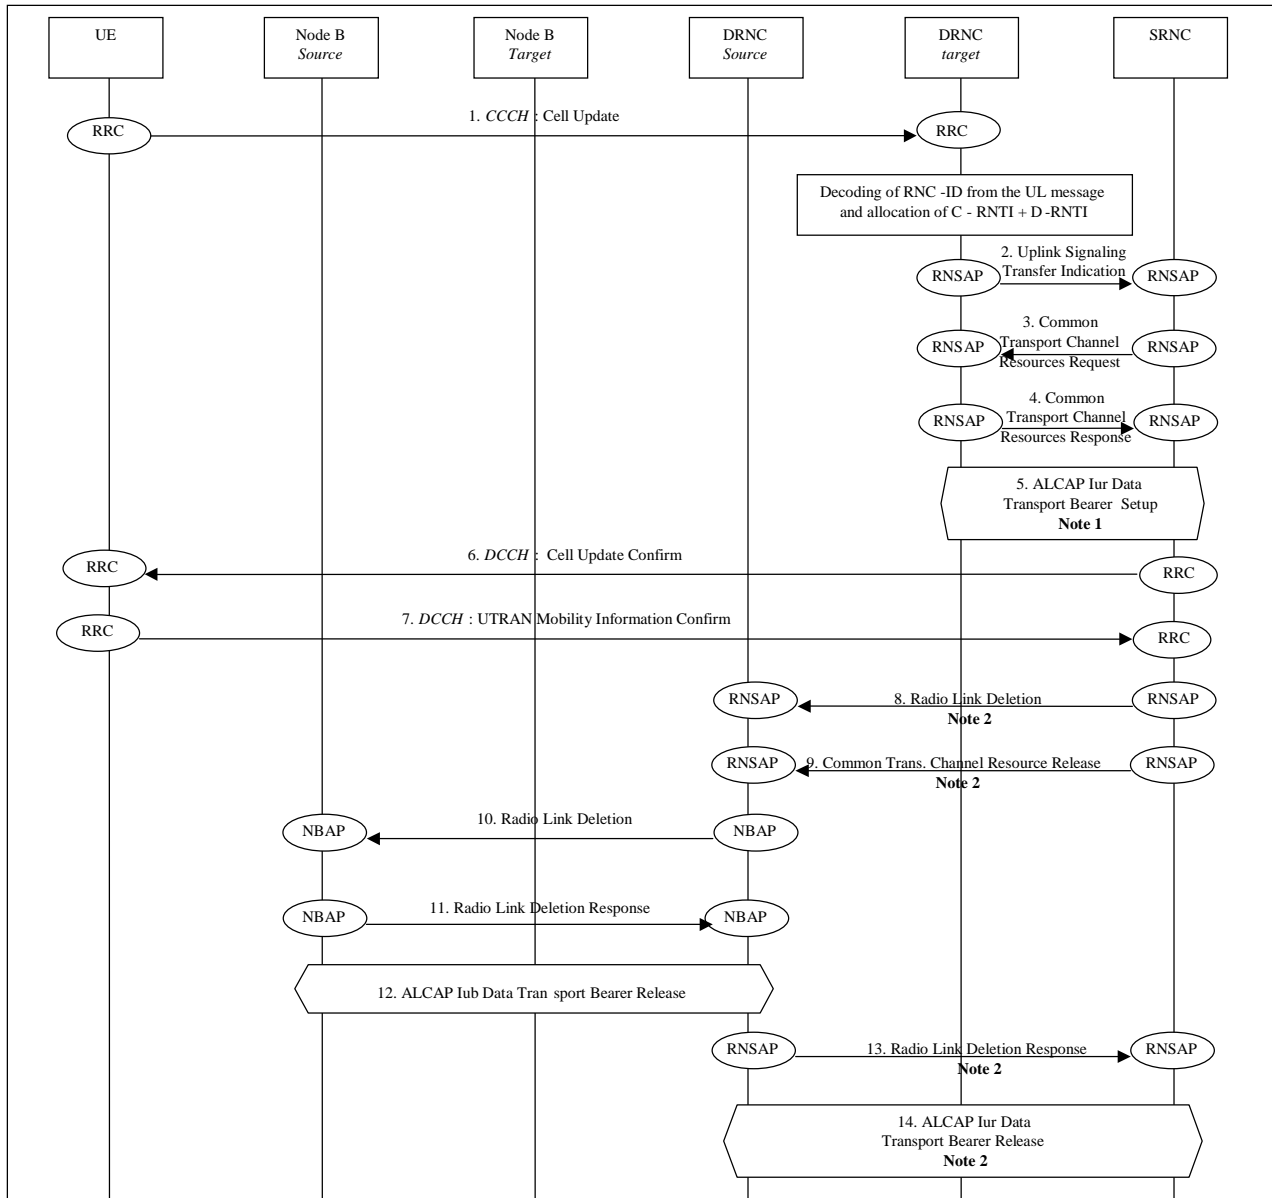 UE
Node B
Source
Node B
Target
DRNC
Source
DRNC
target
SRNC
1. CCCH : Cell Update
RRC
RRC
Decoding of RNC -ID from the UL message
and allocation of C - RNTI + D -RNTI
2. Uplink Signaling
Transfer Indication
RNSAP
RNSAP
3. Common
Transport Channel
Resources Request
RNSAP
RNSAP
4. Common
Transport Channel
Resources Response
RNSAP
RNSAP
5. ALCAP Iur Data
Transport Bearer Setup
Note 1
6. DCCH : Cell Update Confirm
RRC
RRC
7. DCCH : UTRAN Mobility Information Confirm
RRC
RRC
RNSAP
8. Radio Link Deletion
Note 2
RNSAP
RNSAP
9. Common Trans. Channel Resource Release
Note 2
RNSAP
NBAP
10. Radio Link Deletion
NBAP
NBAP
11. Radio Link Deletion Response
NBAP
12. ALCAP Iub Data Tran sport Bearer Release
RNSAP
13. Radio Link Deletion Response
Note 2
RNSAP
14. ALCAP Iur Data
Transport Bearer Release
Note 2